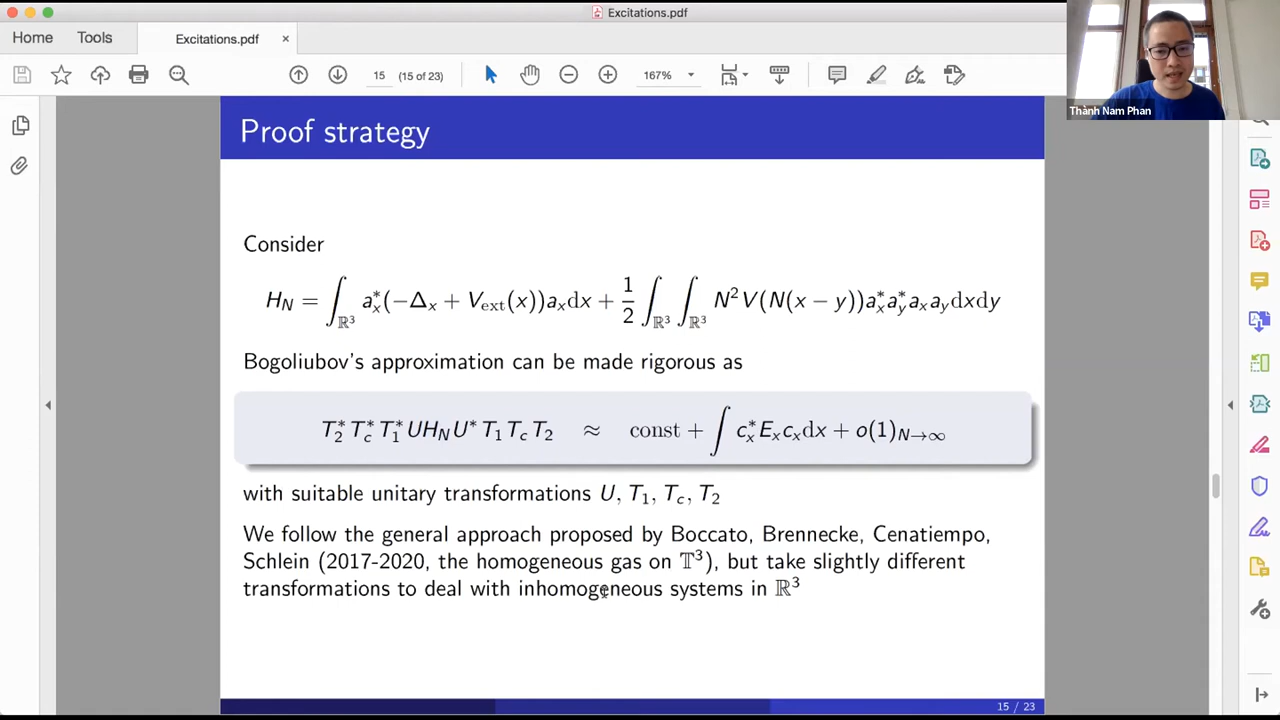 Excitations.pdf
Home
Tools
Excitations.pdf ×
15
(15 of 23)
167%
Thành Nam Phan
Proof strategy
Consider
H_N = ∫_{ℝ³} a*_x(−Δ_x + V_ext(x))a_x dx + 1/2 ∫_{ℝ³} ∫_{ℝ³} N²V(N(x − y))a*_x a*_y a_x a_y dxdy
Bogoliubov's approximation can be made rigorous as
T*_2 T*_c T*_1 U H_N U* T_1 T_c T_2 ≈ const + ∫ c*_x E_x c_x dx + o(1)_{N→∞}
with suitable unitary transformations U, T_1, T_c, T_2
We follow the general approach proposed by Boccato, Brennecke, Cenatiempo,
Schlein (2017-2020, the homogeneous gas on 𝕋³), but take slightly different
transformations to deal with inhomogeneous systems in ℝ³
15 / 23